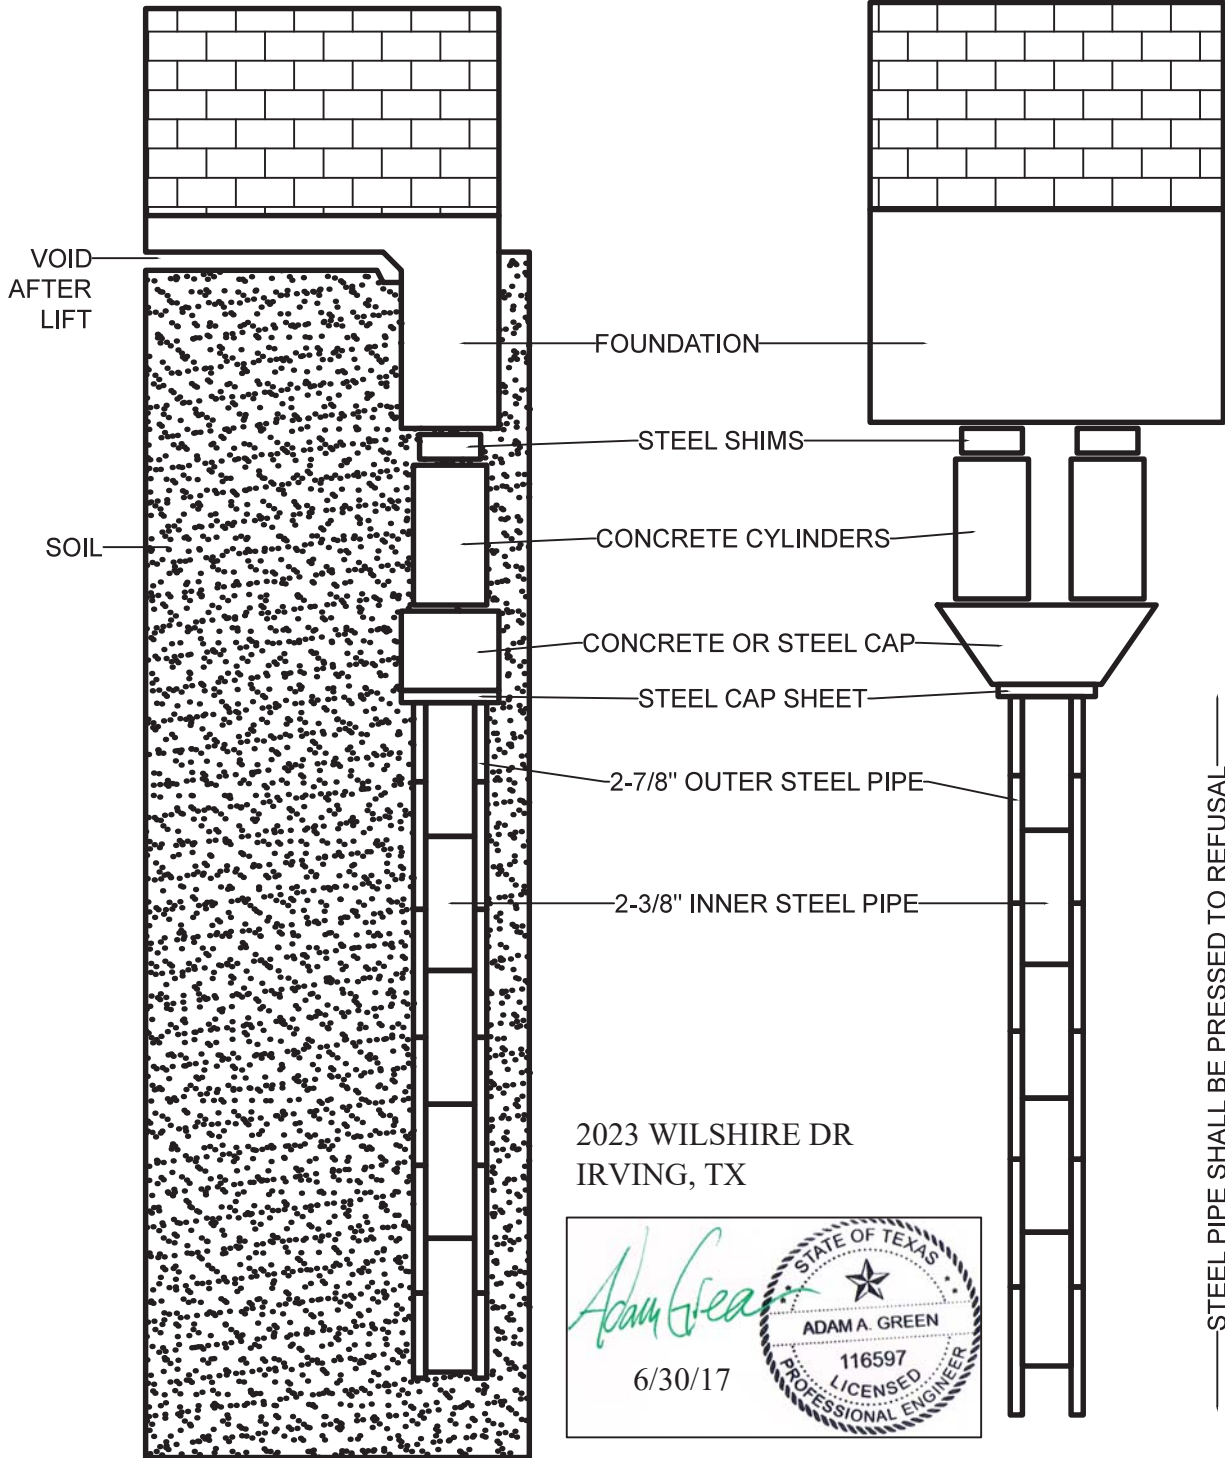 VOID
AFTER
LIFT
FOUNDATION
STEEL SHIMS
SOIL
CONCRETE CYLINDERS
CONCRETE OR STEEL CAP
STEEL CAP SHEET
2-7/8" OUTER STEEL PIPE
2-3/8" INNER STEEL PIPE
STEEL PIPE SHALL BE PRESSED TO REFUSAL
2023 WILSHIRE DR
IRVING, TX
Adam Green
6/30/17
STATE OF TEXAS
ADAM A. GREEN
116597
LICENSED
PROFESSIONAL ENGINEER